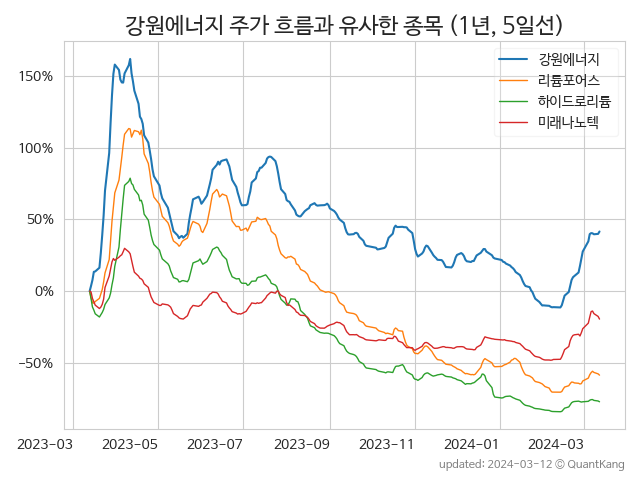 강원에너지 주가 흐름과 유사한 종목 (1년, 5일선)
강원에너지
리튬포어스
하이드로리튬
미래나노텍
150%
100%
50%
0%
−50%
2023−03
2023−05
2023−07
2023−09
2023−11
2024−01
2024−03
updated: 2024−03−12 © QuantKang